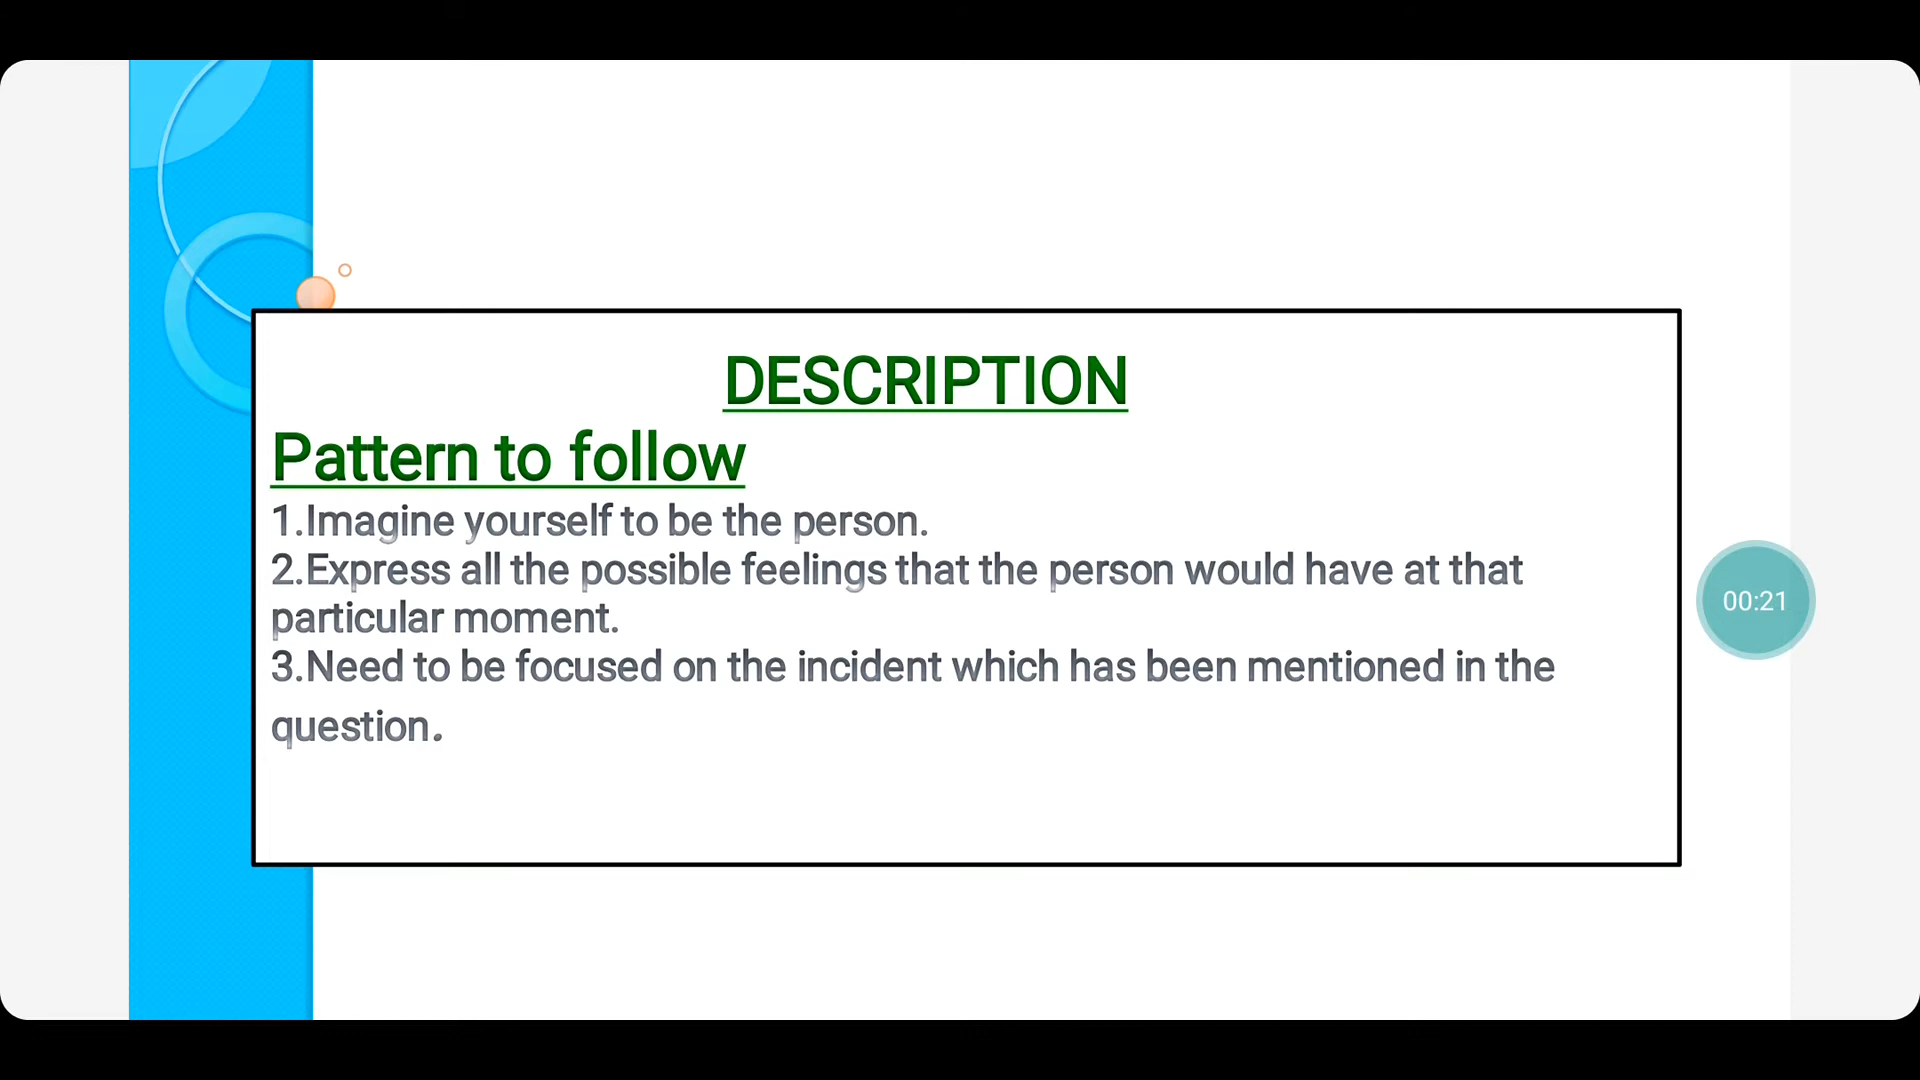 DESCRIPTION
Pattern to follow
1.Imagine yourself to be the person.
2.Express all the possible feelings that the person would have at that
particular moment.
3.Need to be focused on the incident which has been mentioned in the
question.
00:21